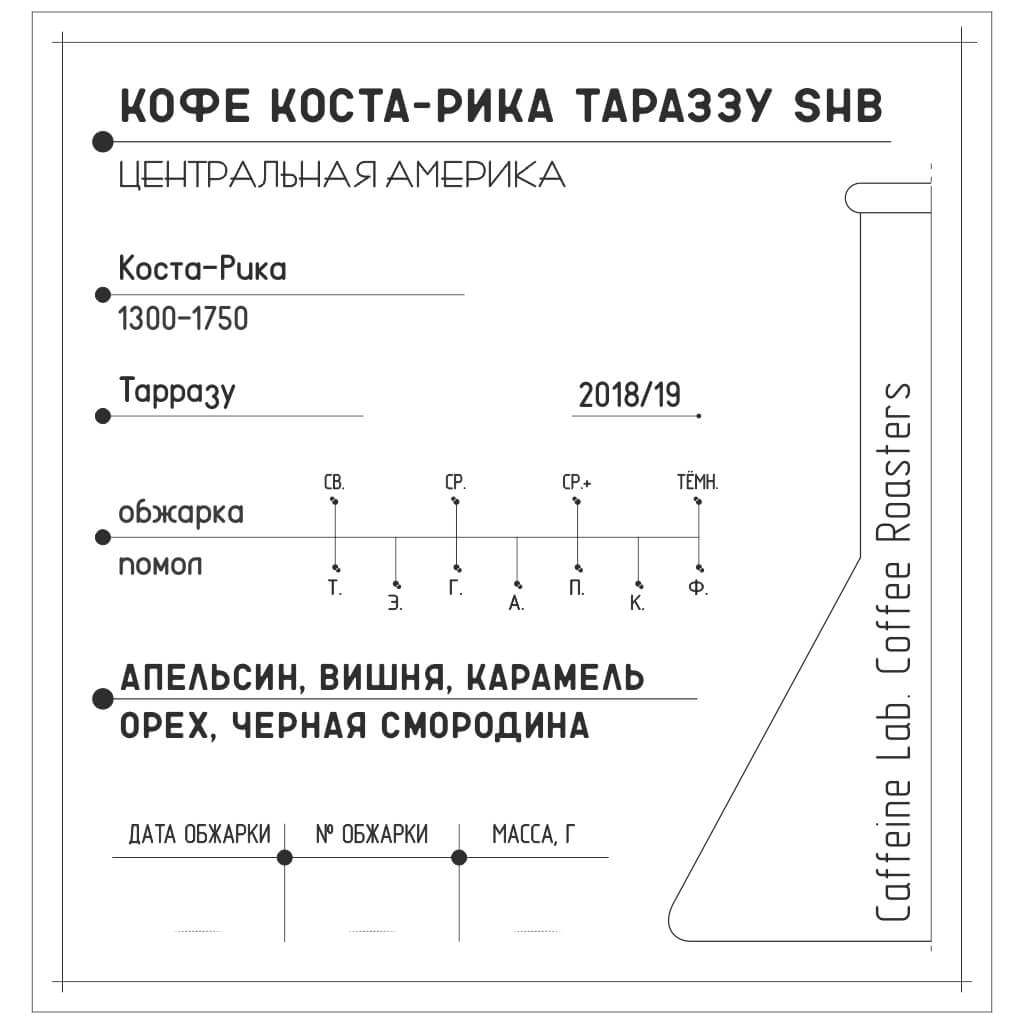 КОФЕ КОСТА-РИКА ТАРАЗЗУ SHB
ЦЕНТРАЛЬНАЯ АМЕРИКА
Коста-Рика
1300-1750
Тарразу
2018/19
СВ. СР. СР.+ ТЁМН.
обжарка
помол
Т. Э. Г. А. П. К. Ф.
АПЕЛЬСИН, ВИШНЯ, КАРАМЕЛЬ
ОРЕХ, ЧЕРНАЯ СМОРОДИНА
ДАТА ОБЖАРКИ № ОБЖАРКИ МАССА, Г
Caffeine Lab. Coffee Roasters